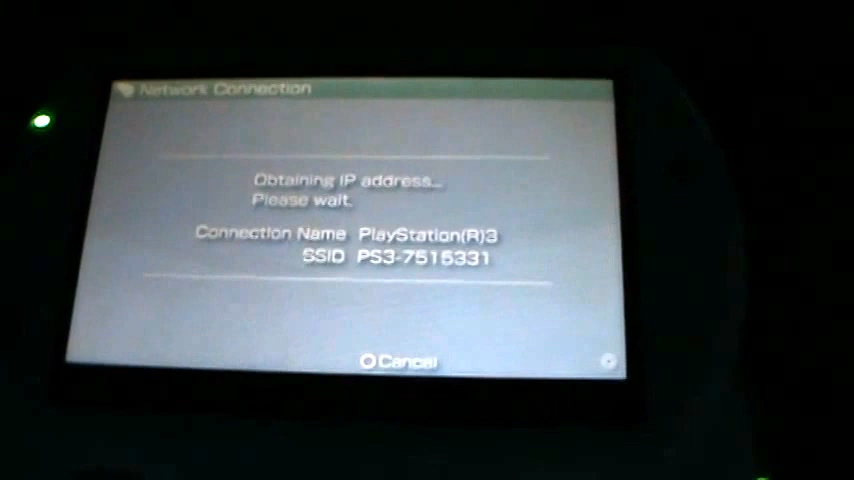 Network Connection
Obtaining IP address...
Please wait.
Connection Name PlayStation(R)3
SSID PS3-7515331
Cancel